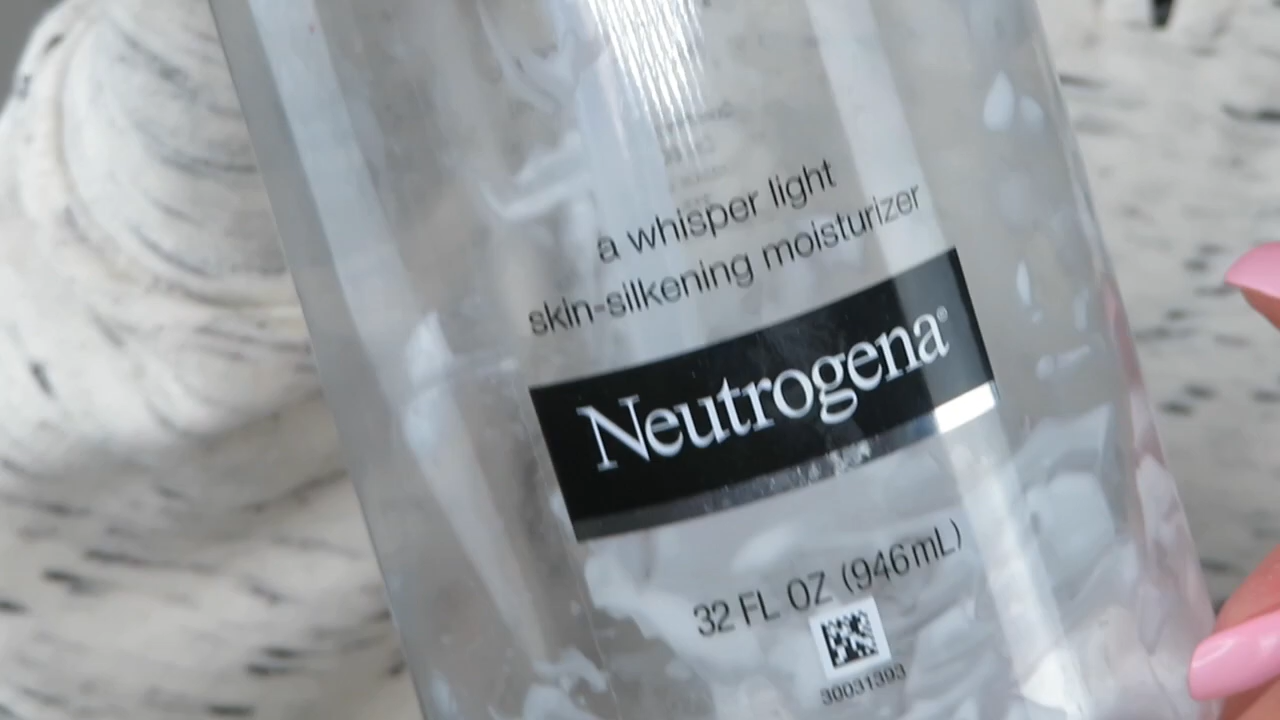 a whisper light
skin-silkening moisturizer
Neutrogena®
32 FL OZ (946mL)
30031393